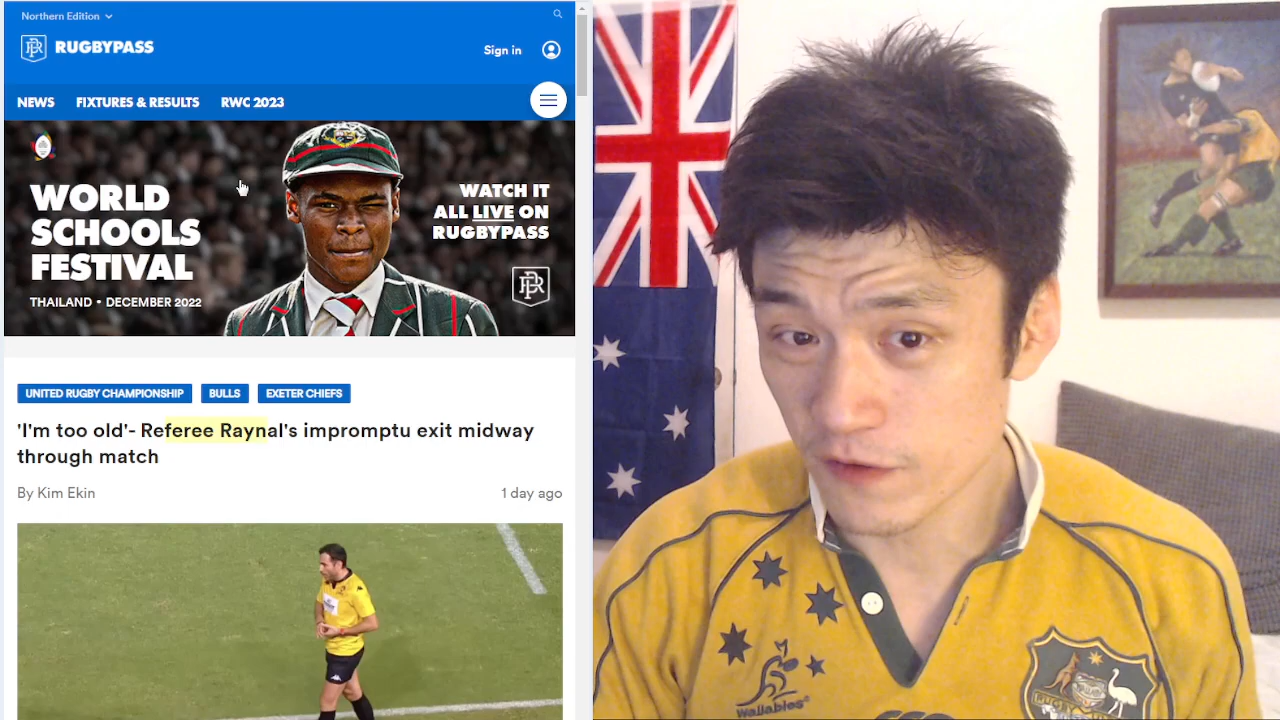 Northern Edition
RUGBYPASS
Sign in
NEWS FIXTURES & RESULTS RWC 2023
WORLD
SCHOOLS
FESTIVAL
THAILAND • DECEMBER 2022
WATCH IT
ALL LIVE ON
RUGBYPASS
UNITED RUGBY CHAMPIONSHIP BULLS EXETER CHIEFS
'I'm too old'- Referee Raynal's impromptu exit midway
through match
By Kim Ekin
1 day ago
Wallabies